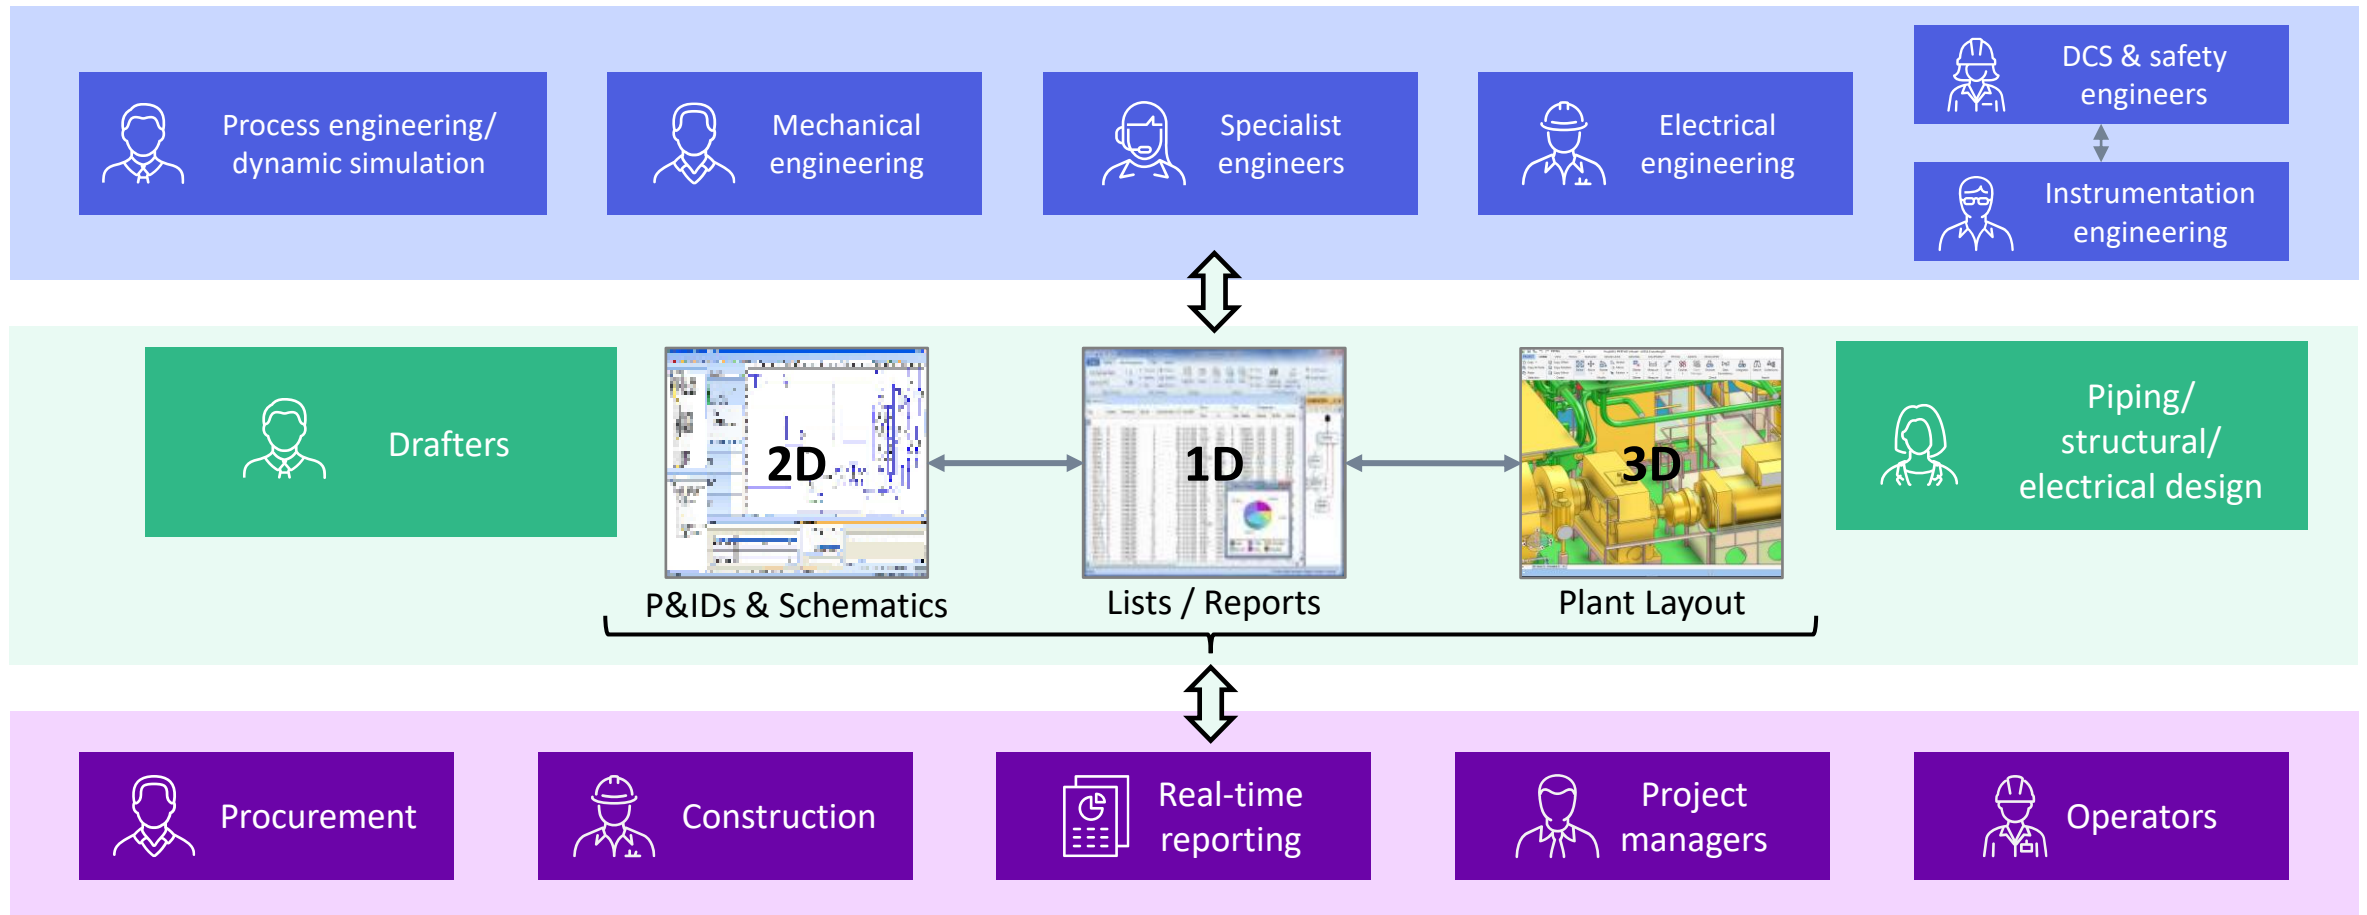 Process engineering/
dynamic simulation
Mechanical
engineering
Specialist
engineers
Electrical
engineering
DCS & safety
engineers
Instrumentation
engineering
Drafters
2D
P&IDs & Schematics
1D
Lists / Reports
3D
Plant Layout
Piping/
structural/
electrical design
Procurement
Construction
Real-time
reporting
Project
managers
Operators